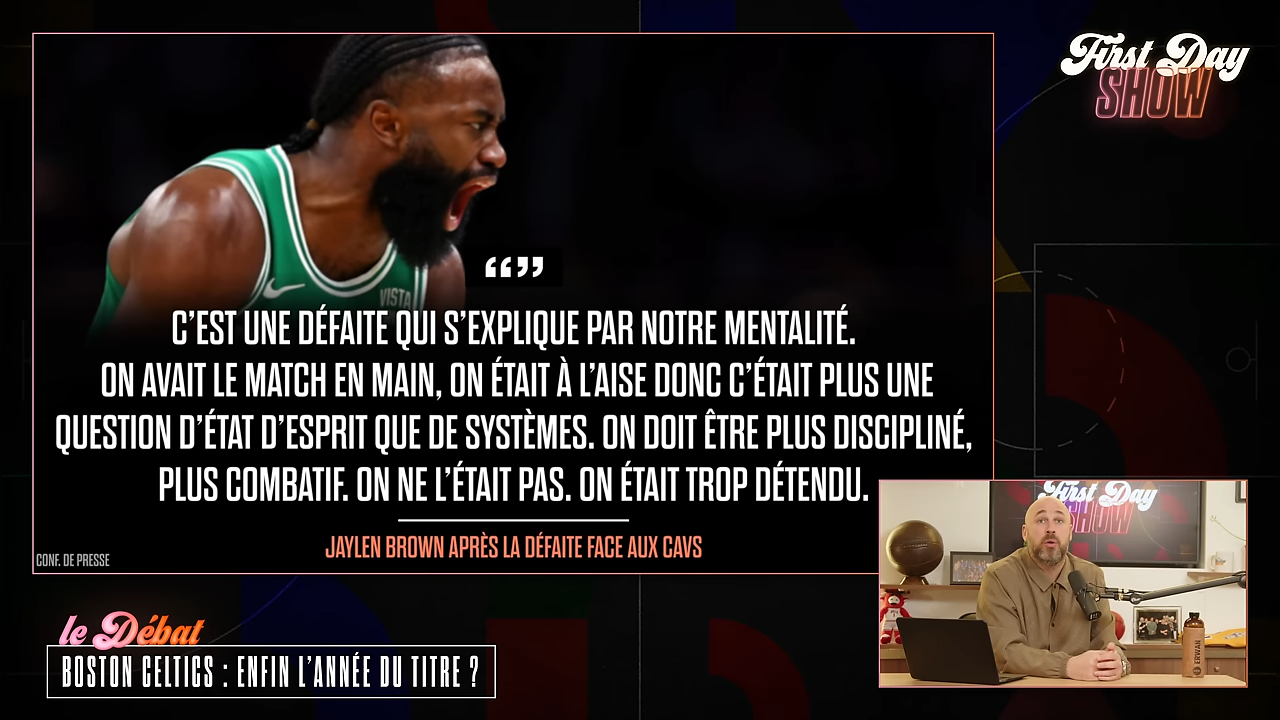 First Day
SHOW
VISTA
“”
C’EST UNE DÉFAITE QUI S’EXPLIQUE PAR NOTRE MENTALITÉ.
ON AVAIT LE MATCH EN MAIN, ON ÉTAIT À L’AISE DONC C’ÉTAIT PLUS UNE
QUESTION D’ÉTAT D’ESPRIT QUE DE SYSTÈMES. ON DOIT ÊTRE PLUS DISCIPLINÉ,
PLUS COMBATIF. ON NE L’ÉTAIT PAS. ON ÉTAIT TROP DÉTENDU.
JAYLEN BROWN APRÈS LA DÉFAITE FACE AUX CAVS
CONF. DE PRESSE
First Day
SHOW
ERWAN
le Débat
BOSTON CELTICS : ENFIN L’ANNÉE DU TITRE ?